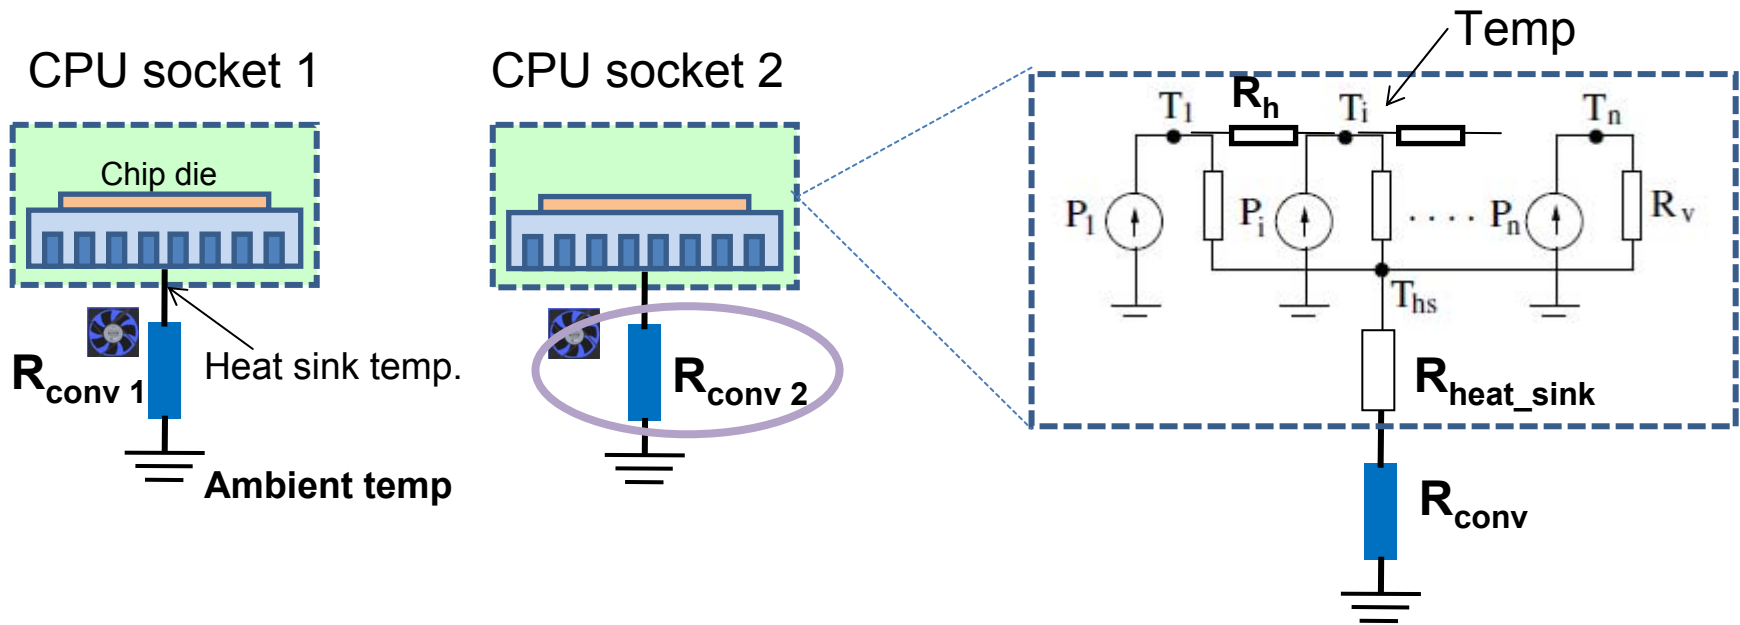 CPU socket 1
CPU socket 2
Temp
Chip die
T1 Rh Ti Tn
P1 Pi .... Pn Rv
Ths
Rconv 1
Heat sink temp.
Rconv 2
Rheat_sink
Ambient temp
Rconv